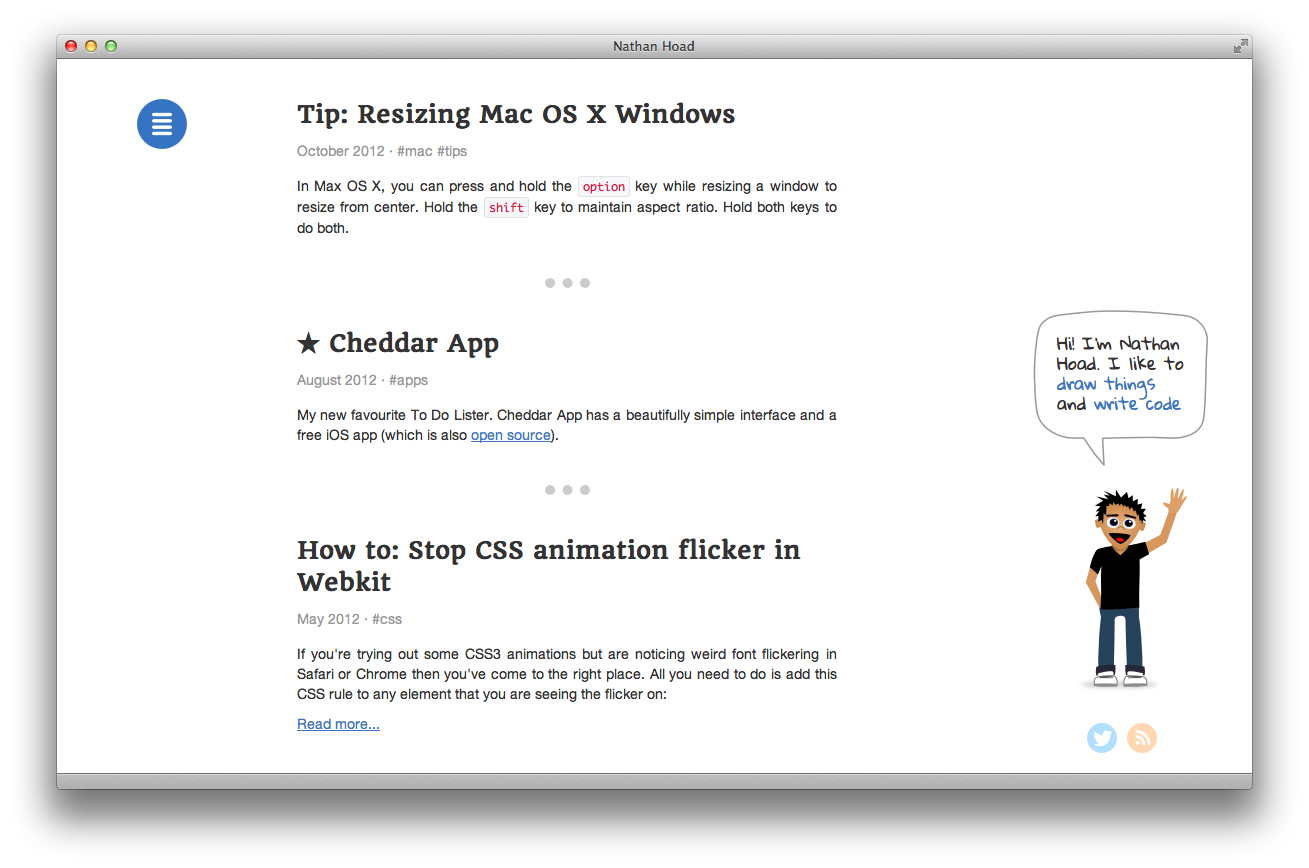 Nathan Hoad
Tip: Resizing Mac OS X Windows
October 2012 · #mac #tips
In Max OS X, you can press and hold the option key while resizing a window to
resize from center. Hold the shift key to maintain aspect ratio. Hold both keys to
do both.
★ Cheddar App
August 2012 · #apps
My new favourite To Do Lister. Cheddar App has a beautifully simple interface and a
free iOS app (which is also open source).
How to: Stop CSS animation flicker in
Webkit
May 2012 · #css
If you're trying out some CSS3 animations but are noticing weird font flickering in
Safari or Chrome then you've come to the right place. All you need to do is add this
CSS rule to any element that you are seeing the flicker on:
Read more...
Hi! I'm Nathan
Hoad. I like to
draw things
and write code